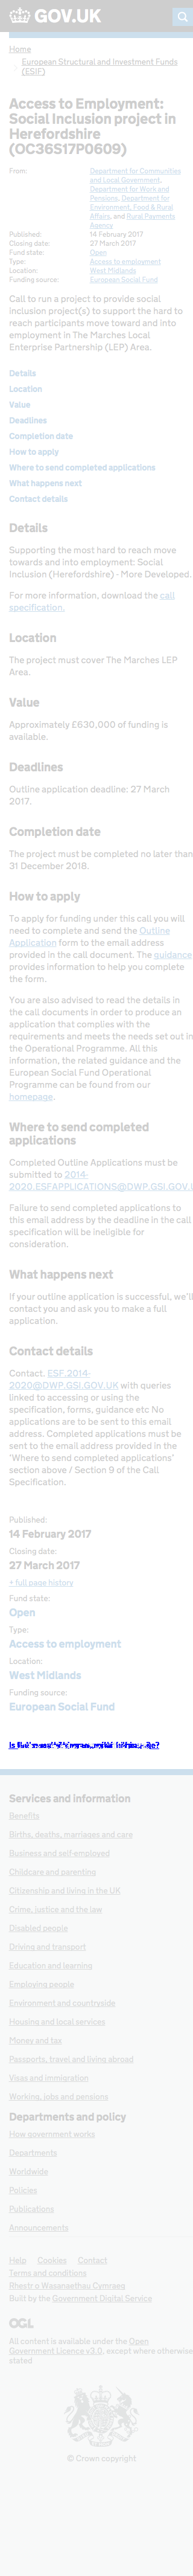 GOV.UK
Home
European Structural and Investment Funds
(ESIF)
Access to Employment:
Social Inclusion project in
Herefordshire
(OC36S17P0609)
From: Department for Communities
and Local Government,
Department for Work and
Pensions, Department for
Environment, Food & Rural
Affairs, and Rural Payments
Agency
Published: 14 February 2017
Closing date: 27 March 2017
Fund state: Open
Type: Access to employment
Location: West Midlands
Funding source: European Social Fund
Call to run a project to provide social
inclusion project(s) to support the hard to
reach participants move toward and into
employment in The Marches Local
Enterprise Partnership (LEP) Area.
Details
Location
Value
Deadlines
Completion date
How to apply
Where to send completed applications
What happens next
Contact details
Details
Supporting those most hard to reach move
towards and into employment: Social
Inclusion (Herefordshire) - More Developed.
For more information, download the call
specification.
Location
The project must cover The Marches LEP
Area.
Value
Approximately £630,000 of funding is
available.
Deadlines
Outline application deadline: 27 March
2017.
Completion date
The project must be completed no later than
31 December 2018.
How to apply
To apply for funding under this call you will
need to complete and send the Outline
Application form to the email address
provided in the call document. The guidance
provides information to help you complete
the form.
You are also advised to read the details in
the call documents in order to produce an
application that complies with the
requirements and meets the needs set out in
the Operational Programme. All this
information, the related guidance and the
European Social Fund Operational
Programme can be found from our
homepage.
Where to send completed
applications
Completed Outline Applications must be
submitted to 2014-
2020.ESFAPPLICATIONS@DWP.GSI.GOV.U
Failure to send completed applications to
this email address by the deadline in the call
specification will be ineligible for
consideration.
What happens next
If your outline application is successful, we'll
contact you and ask you to make a full
application.
Contact details
Contact, ESF.2014-
2020@DWP.GSI.GOV.UK with queries
linked to accessing or using the
specification, forms, guidance etc No
applications are to be sent to this email
address. Completed applications must be
sent to the email address provided in the
'Where to send completed applications'
section above / Section 9 of the Call
Specification.
Published:
14 February 2017
Closing date:
27 March 2017
+ full page history
Fund state:
Open
Type:
Access to employment
Location:
West Midlands
Funding source:
European Social Fund
Services and information
Benefits
Births, deaths, marriages and care
Business and self-employed
Childcare and parenting
Citizenship and living in the UK
Crime, justice and the law
Disabled people
Driving and transport
Education and learning
Employing people
Environment and countryside
Housing and local services
Money and tax
Passports, travel and living abroad
Visas and immigration
Working, jobs and pensions
Departments and policy
How government works
Departments
Worldwide
Policies
Publications
Announcements
Help Cookies Contact
Terms and conditions
Rhestr o Wasanaethau Cymraeg
Built by the Government Digital Service
OGL
All content is available under the Open
Government Licence v3.0, except where otherwise
stated
© Crown copyright